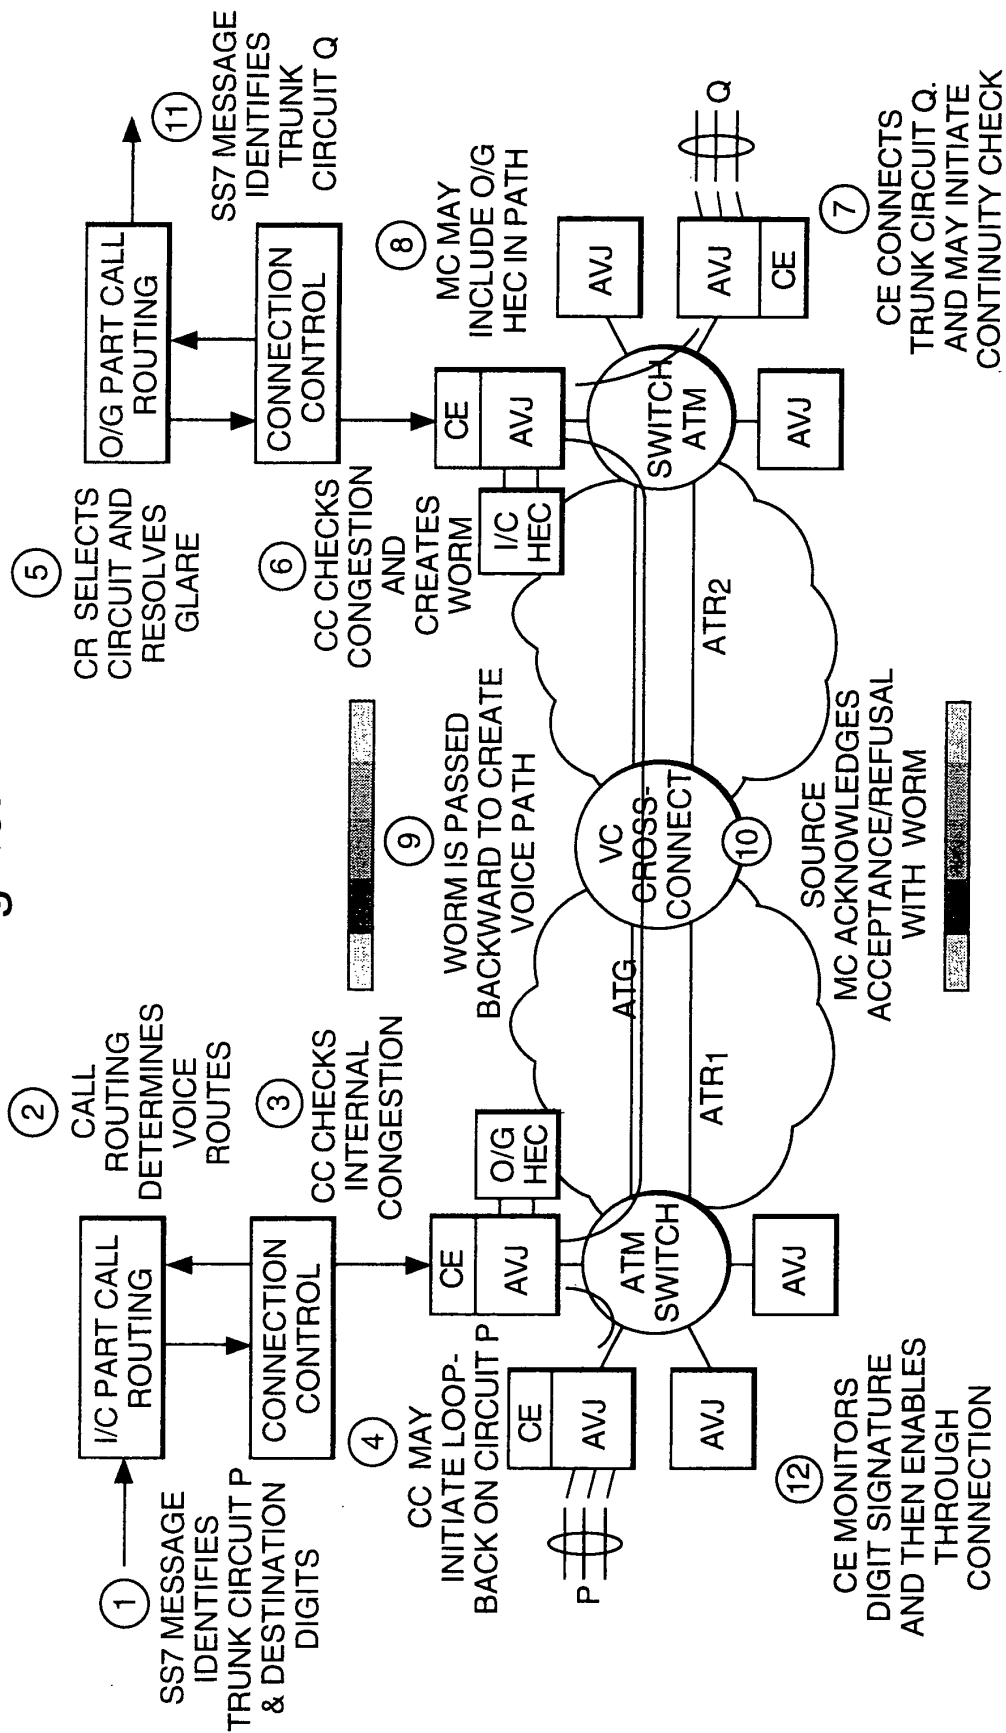 1
SS7 MESSAGE
IDENTIFIES
TRUNK CIRCUIT P
& DESTINATION
DIGITS
I/C PART CALL
ROUTING
2
CALL
ROUTING
DETERMINES
VOICE
ROUTES
CONNECTION
CONTROL
3
CC CHECKS
INTERNAL
CONGESTION
4
CC MAY
INITIATE LOOP-
BACK ON CIRCUIT P
CE
AVJ
O/G
HEC
P
CE
AVJ
AVJ
ATM
SWITCH
AVJ
12
CE MONITORS
DIGIT SIGNATURE
AND THEN ENABLES
THROUGH
CONNECTION
5
CR SELECTS
CIRCUIT AND
RESOLVES
GLARE
O/G PART CALL
ROUTING
11
SS7 MESSAGE
IDENTIFIES
TRUNK
CIRCUIT Q
6
CC CHECKS
CONGESTION
AND
CREATES
WORM
CONNECTION
CONTROL
9
WORM IS PASSED
BACKWARD TO CREATE
VOICE PATH
ATG
ATR1
VC
CROSS-
CONNECT
10
SOURCE
MC ACKNOWLEDGES
ACCEPTANCE/REFUSAL
WITH WORM
ATR2
I/C
HEC
CE
AVJ
8
MC MAY
INCLUDE O/G
HEC IN PATH
SWITCH
ATM
AVJ
AVJ
CE
AVJ
Q
7
CE CONNECTS
TRUNK CIRCUIT Q.
AND MAY INITIATE
CONTINUITY CHECK